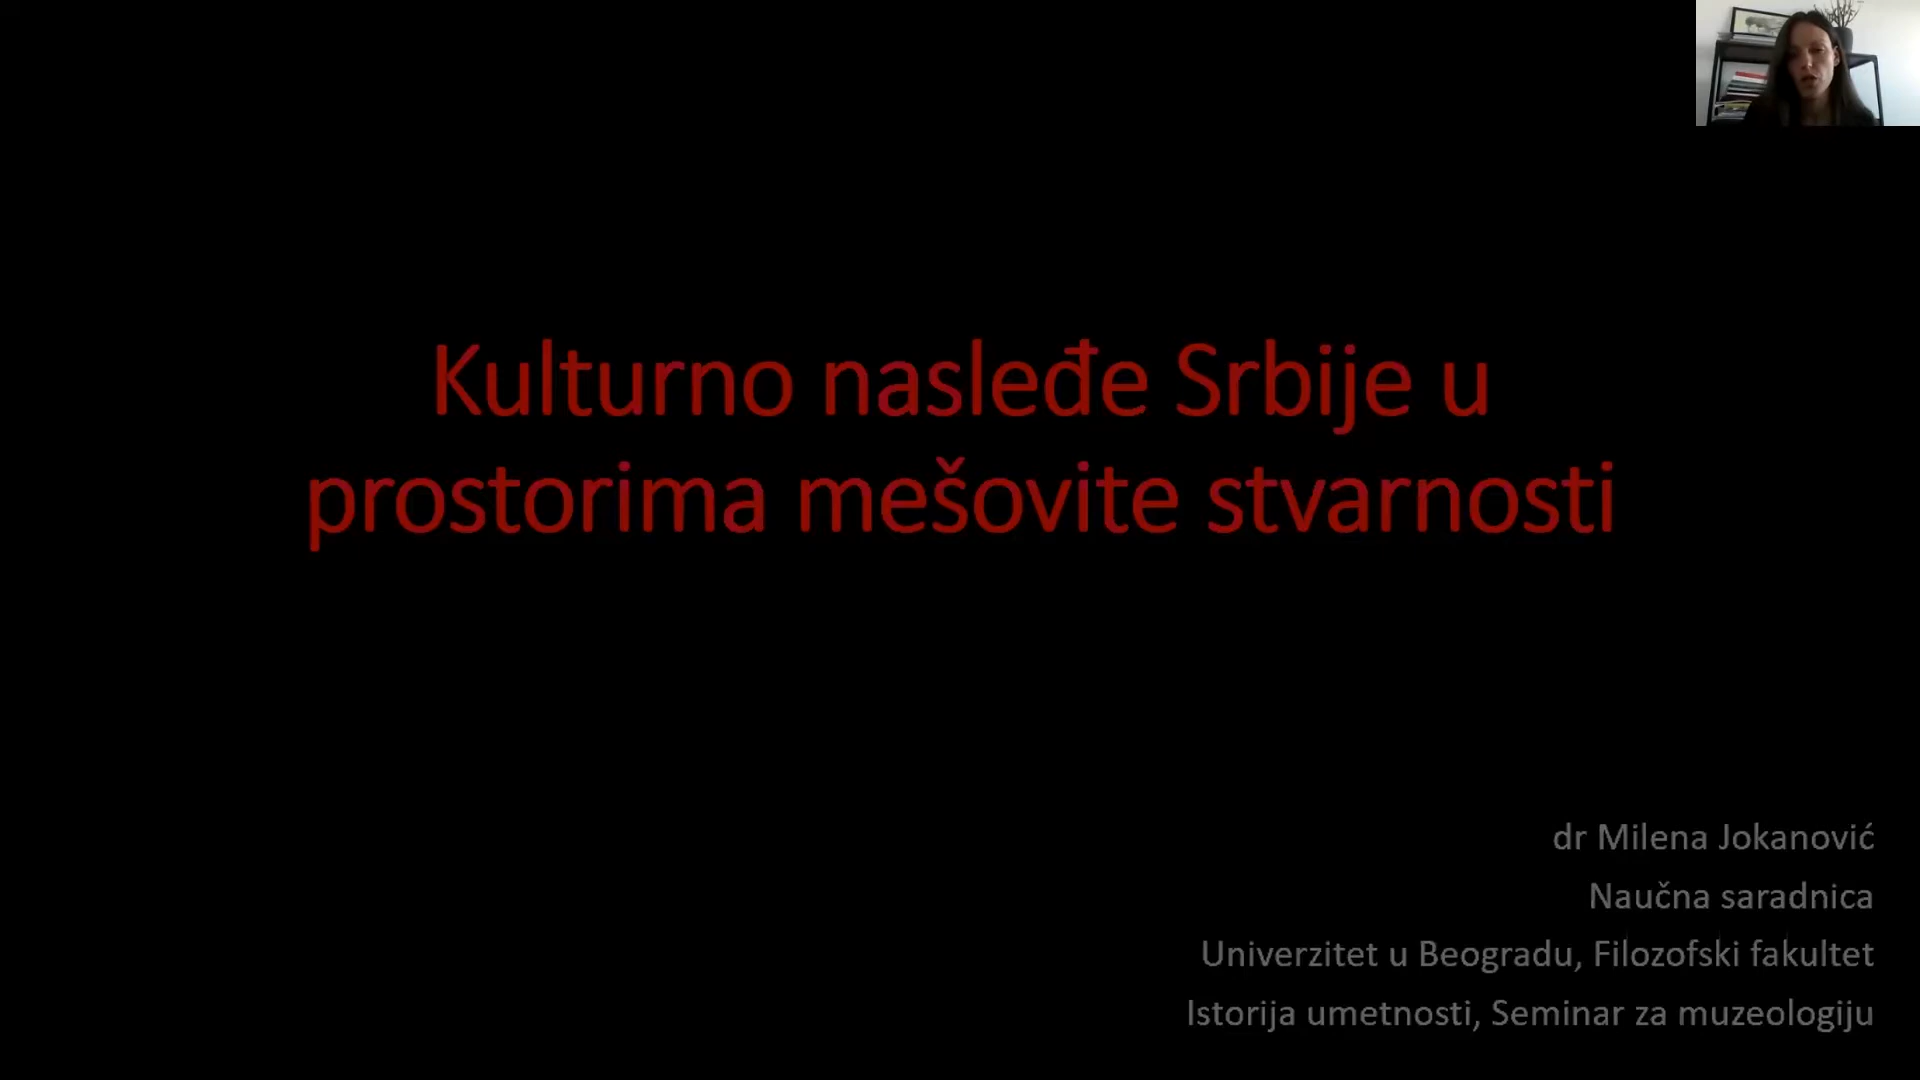 Kulturno nasleđe Srbije u
prostorima mešovite stvarnosti
dr Milena Jokanović
Naučna saradnica
Univerzitet u Beogradu, Filozofski fakultet
Istorija umetnosti, Seminar za muzeologiju